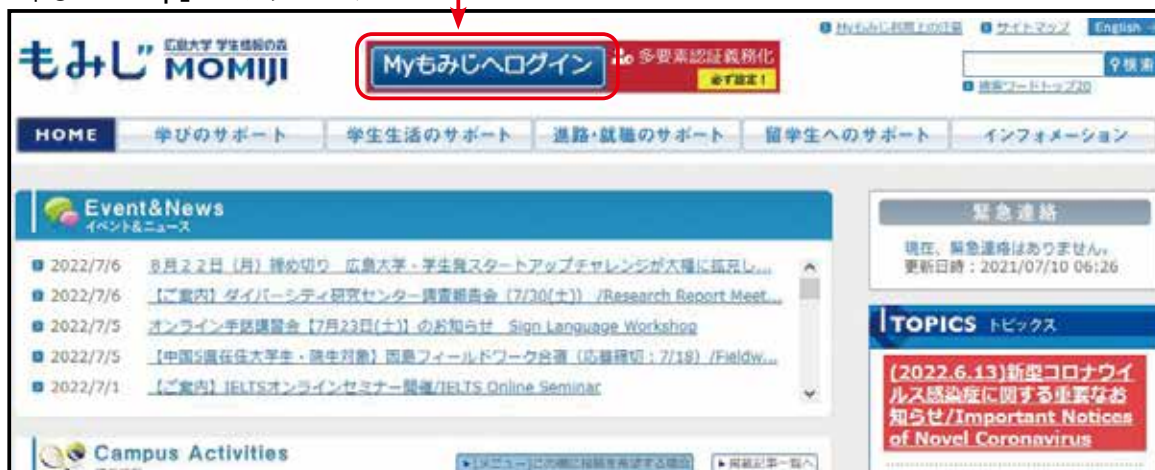 もみじ 広島大学 学生情報の森
MOMIJI
Myもみじへログイン
多要素認証義務化
必ず設定！
Myもみじ利用上の注意 サイトマップ English
検索
検索ワードトップ20
HOME 学びのサポート 学生生活のサポート 進路・就職のサポート 留学生へのサポート インフォメーション
Event&News
イベント&ニュース
2022/7/6 8月22日（月）締め切り 広島大学・学生発スタートアップチャレンジが大幅に拡充し...
2022/7/6 【ご案内】ダイバーシティ研究センター調査報告会（7/30(土)） /Research Report Meet...
2022/7/5 オンライン手話講習会【7月23日(土)】のお知らせ Sign Language Workshop
2022/7/5 【中国5県在住大学生・院生対象】因島フィールドワーク合宿（応募締切：7/18）/Fieldw...
2022/7/1 【ご案内】IELTSオンラインセミナー開催/IELTS Online Seminar
緊急連絡
現在、緊急連絡はありません。
更新日時：2021/07/10 06:26
TOPICS トピックス
(2022.6.13)新型コロナウイ
ルス感染症に関する重要なお
知らせ/Important Notices
of Novel Coronavirus
Campus Activities
掲載記事一覧へ